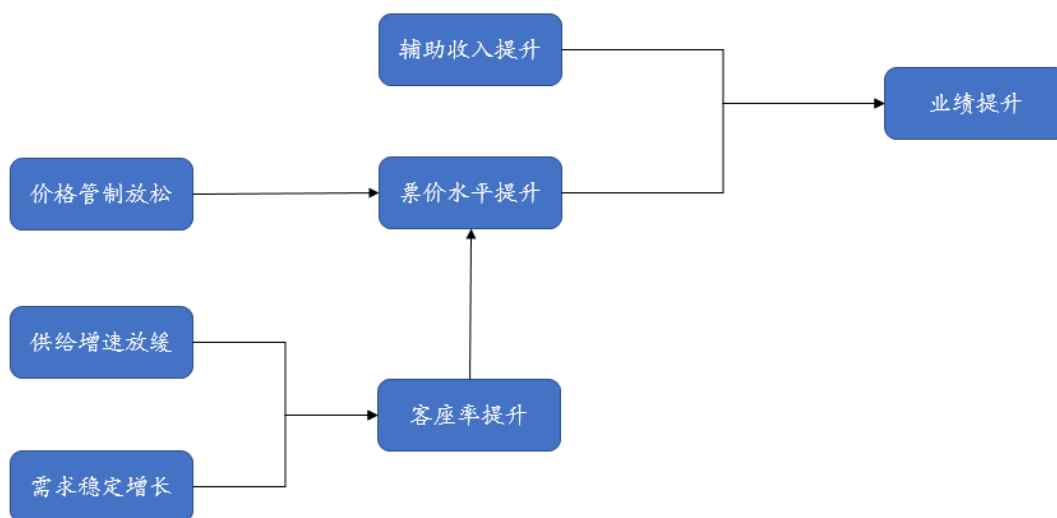 辅助收入提升
业绩提升
价格管制放松
票价水平提升
供给增速放缓
客座率提升
需求稳定增长